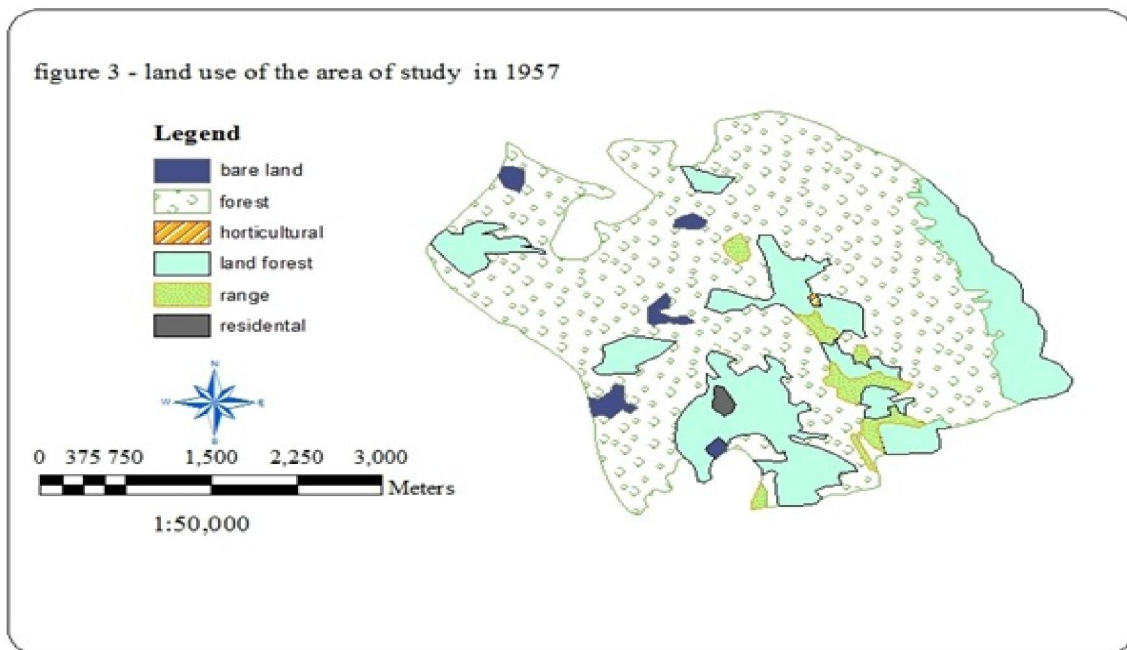 figure 3 - land use of the area of study in 1957
Legend
bare land
forest
horticultural
land forest
range
residental
N
W E
S
0 375 750 1,500 2,250 3,000
Meters
1:50,000